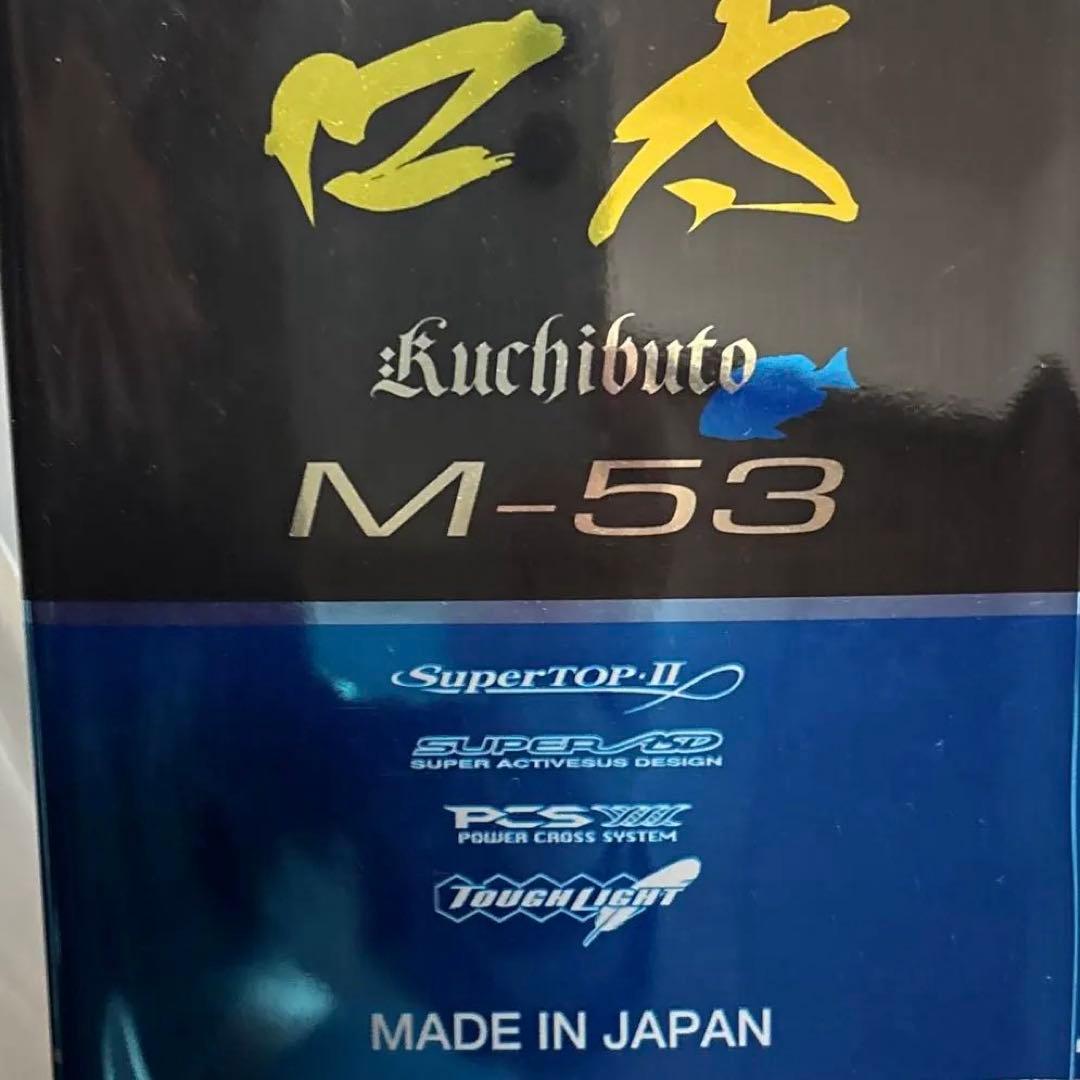 口太
Kuchibuto
M-53
SuperTOP·II
SUPER ASD
SUPER ACTIVESUS DESIGN
PCS
POWER CROSS SYSTEM
TOUGHLIGHT
MADE IN JAPAN